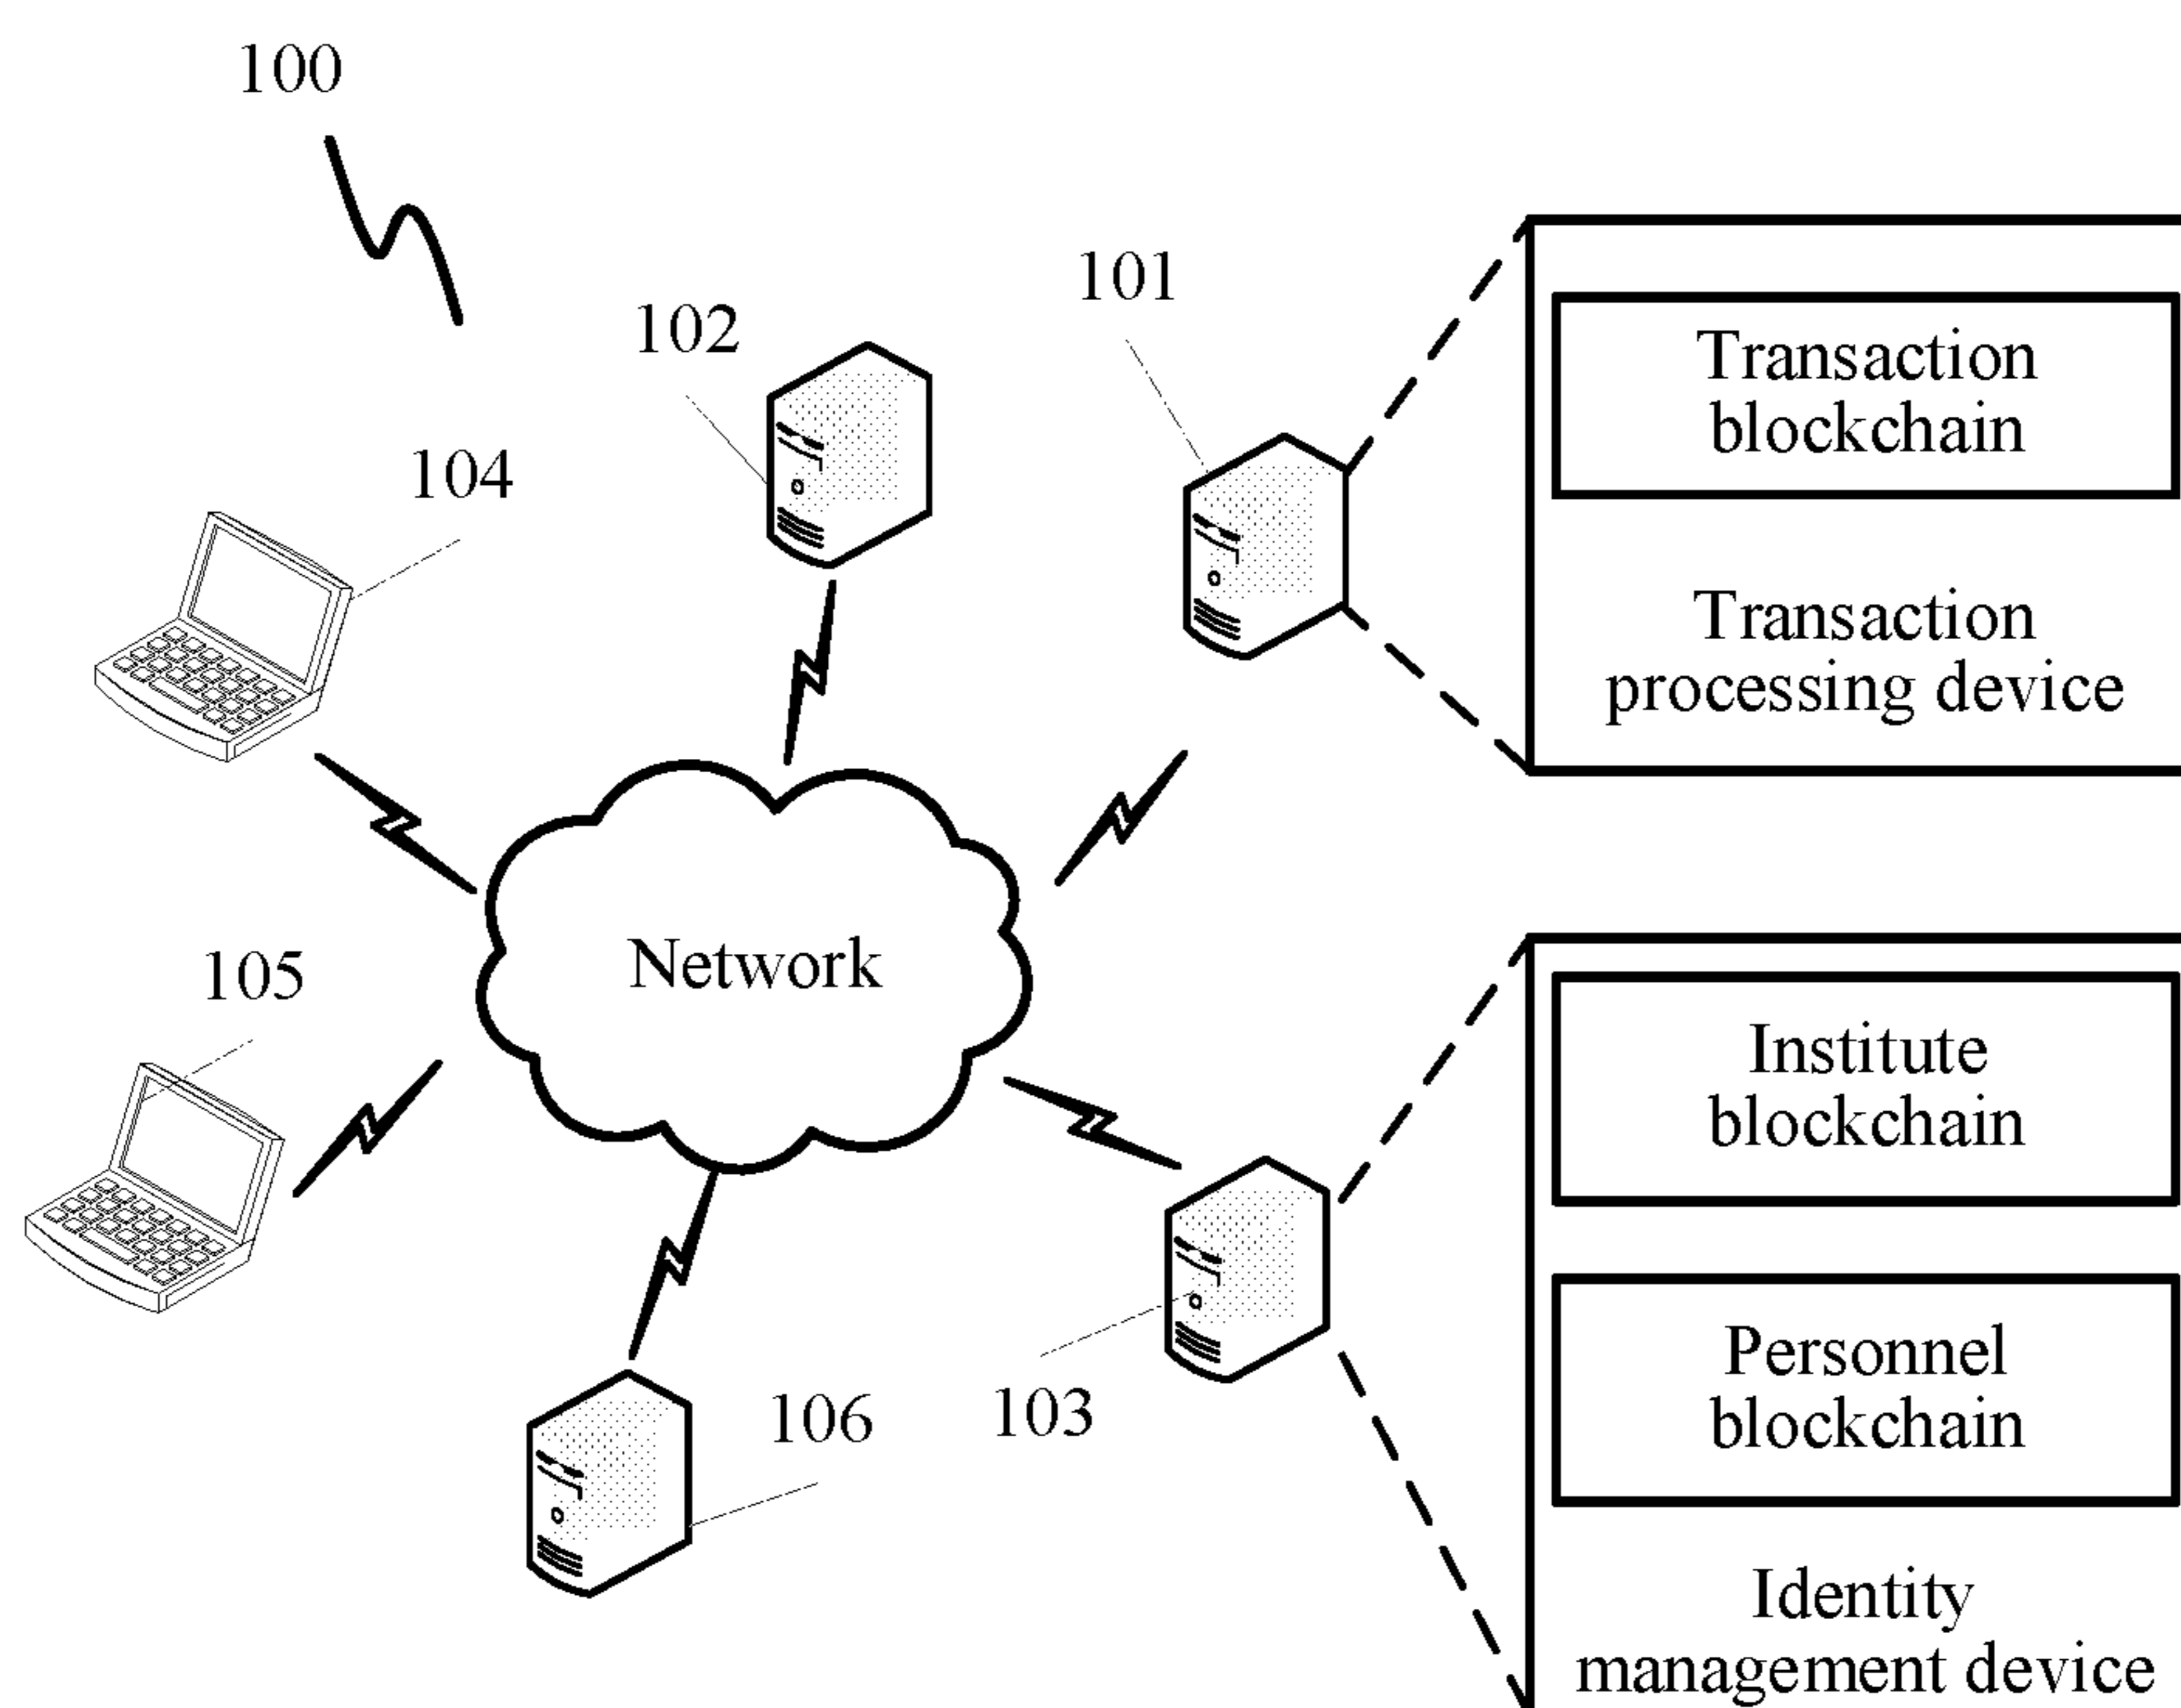 100
101
102
104
Transaction
blockchain
Transaction
processing device
Network
105
Institute
blockchain
Personnel
blockchain
103
106
Identity
management device